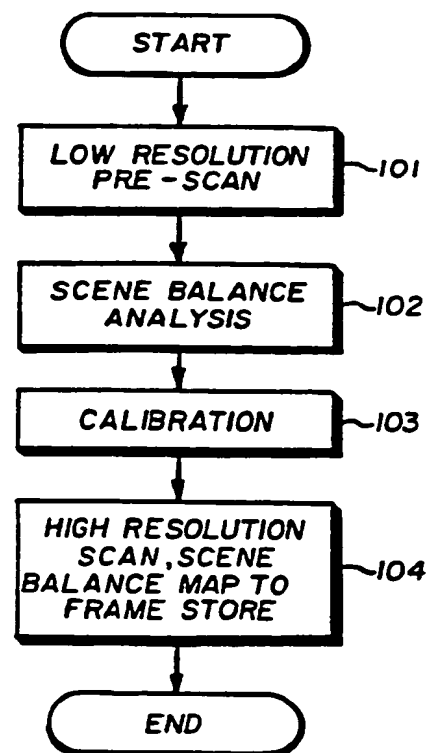 START
LOW RESOLUTION
PRE-SCAN
101
SCENE BALANCE
ANALYSIS
102
CALIBRATION
103
HIGH RESOLUTION
SCAN, SCENE
BALANCE MAP TO
FRAME STORE
104
END